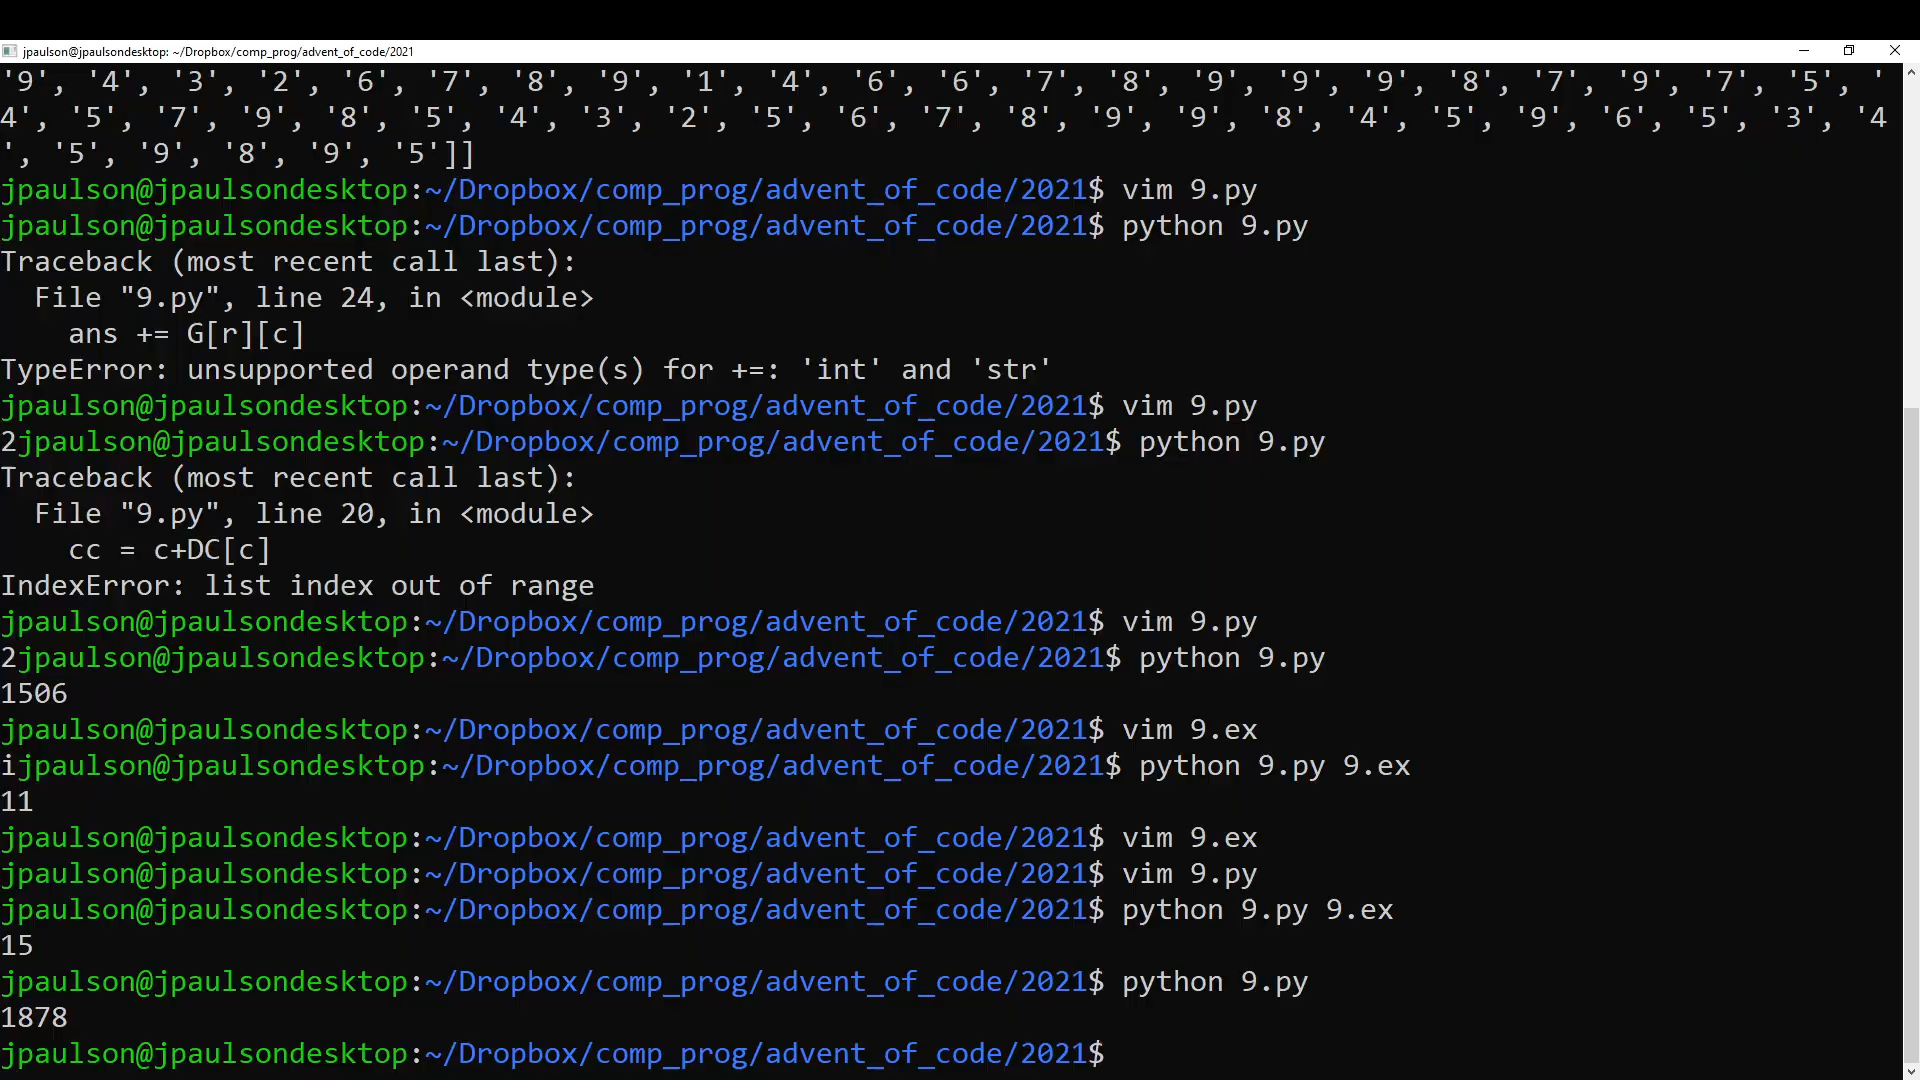 jpaulson@jpaulsondesktop: ~/Dropbox/comp_prog/advent_of_code/2021
'9', '4', '3', '2', '6', '7', '8', '9', '1', '4', '6', '6', '7', '8', '9', '9', '9', '8', '7', '9', '7', '5', '
4', '5', '7', '9', '8', '5', '4', '3', '2', '5', '6', '7', '8', '9', '9', '8', '4', '5', '9', '6', '5', '3', '4
', '5', '9', '8', '9', '5']]
jpaulson@jpaulsondesktop:~/Dropbox/comp_prog/advent_of_code/2021$ vim 9.py
jpaulson@jpaulsondesktop:~/Dropbox/comp_prog/advent_of_code/2021$ python 9.py
Traceback (most recent call last):
  File "9.py", line 24, in <module>
    ans += G[r][c]
TypeError: unsupported operand type(s) for +=: 'int' and 'str'
jpaulson@jpaulsondesktop:~/Dropbox/comp_prog/advent_of_code/2021$ vim 9.py
2jpaulson@jpaulsondesktop:~/Dropbox/comp_prog/advent_of_code/2021$ python 9.py
Traceback (most recent call last):
  File "9.py", line 20, in <module>
    cc = c+DC[c]
IndexError: list index out of range
jpaulson@jpaulsondesktop:~/Dropbox/comp_prog/advent_of_code/2021$ vim 9.py
2jpaulson@jpaulsondesktop:~/Dropbox/comp_prog/advent_of_code/2021$ python 9.py
1506
jpaulson@jpaulsondesktop:~/Dropbox/comp_prog/advent_of_code/2021$ vim 9.ex
ijpaulson@jpaulsondesktop:~/Dropbox/comp_prog/advent_of_code/2021$ python 9.py 9.ex
11
jpaulson@jpaulsondesktop:~/Dropbox/comp_prog/advent_of_code/2021$ vim 9.ex
jpaulson@jpaulsondesktop:~/Dropbox/comp_prog/advent_of_code/2021$ vim 9.py
jpaulson@jpaulsondesktop:~/Dropbox/comp_prog/advent_of_code/2021$ python 9.py 9.ex
15
jpaulson@jpaulsondesktop:~/Dropbox/comp_prog/advent_of_code/2021$ python 9.py
1878
jpaulson@jpaulsondesktop:~/Dropbox/comp_prog/advent_of_code/2021$